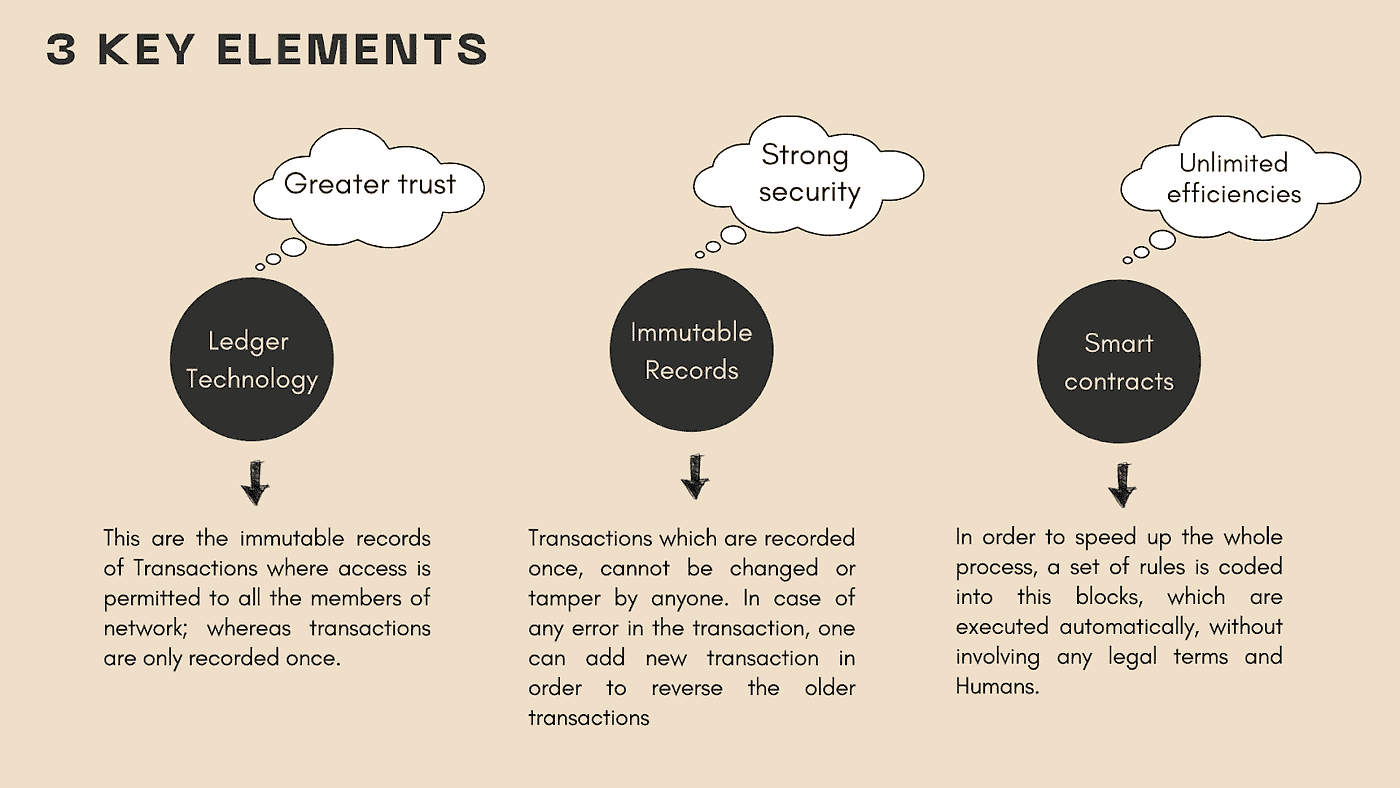 3 KEY ELEMENTS
Greater trust
Ledger
Technology
This are the immutable records
of Transactions where access is
permitted to all the members of
network; whereas transactions
are only recorded once.
Strong
security
Immutable
Records
Transactions which are recorded
once, cannot be changed or
tamper by anyone. In case of
any error in the transaction, one
can add new transaction in
order to reverse the older
transactions
Unlimited
efficiencies
Smart
contracts
In order to speed up the whole
process, a set of rules is coded
into this blocks, which are
executed automatically, without
involving any legal terms and
Humans.